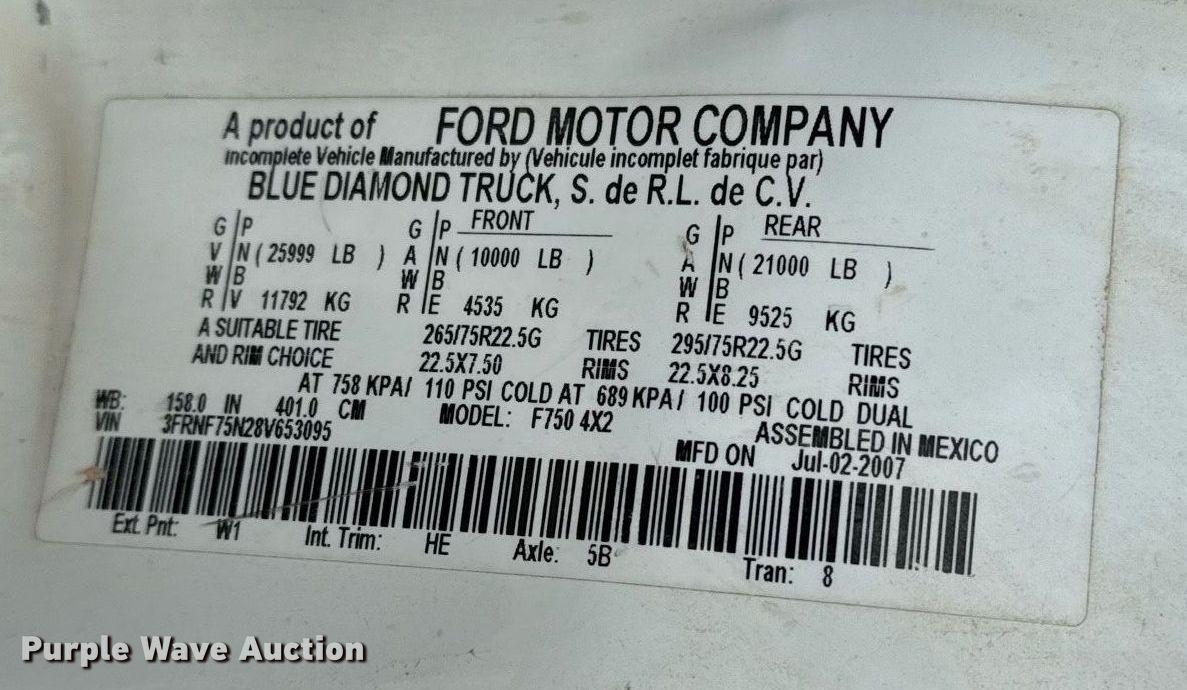 A product of FORD MOTOR COMPANY
Incomplete Vehicle Manufactured by (Vehicule incomplet fabrique par)
BLUE DIAMOND TRUCK, S. de R.L. de C.V.
G P G P FRONT G P REAR
V N ( 25999 LB ) A N ( 10000 LB ) A N ( 21000 LB )
W B W B W B
R V 11792 KG R E 4535 KG R E 9525 KG
A SUITABLE TIRE 265/75R22.5G TIRES 295/75R22.5G TIRES
AND RIM CHOICE 22.5X7.50 RIMS 22.5X8.25 RIMS
AT 758 KPA/ 110 PSI COLD AT 689 KPA/ 100 PSI COLD DUAL
WB: 158.0 IN 401.0 CM MODEL: F750 4X2 ASSEMBLED IN MEXICO
VIN 3FRNF75N28V653095 MFD ON Jul-02-2007
Ext. Pnt: W1 Int. Trim: HE Axle: 5B Tran: 8
Purple Wave Auction